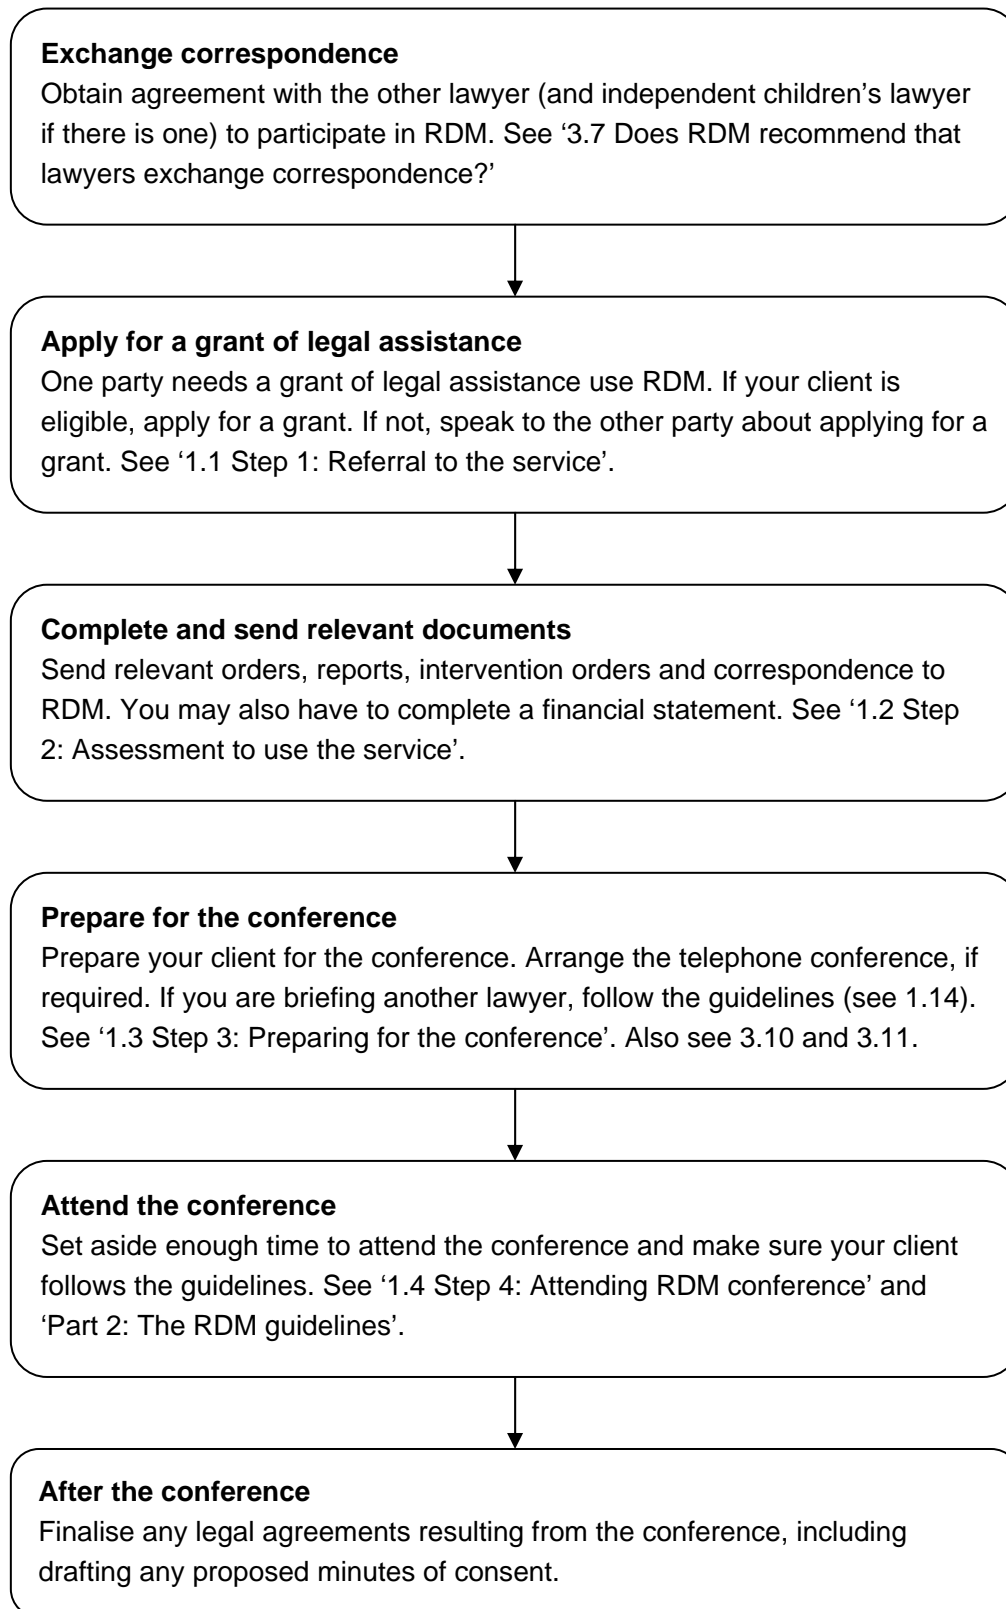 Exchange correspondence
Obtain agreement with the other lawyer (and independent children’s lawyer
if there is one) to participate in RDM. See ‘3.7 Does RDM recommend that
lawyers exchange correspondence?’
Apply for a grant of legal assistance
One party needs a grant of legal assistance use RDM. If your client is
eligible, apply for a grant. If not, speak to the other party about applying for a
grant. See ‘1.1 Step 1: Referral to the service’.
Complete and send relevant documents
Send relevant orders, reports, intervention orders and correspondence to
RDM. You may also have to complete a financial statement. See ‘1.2 Step
2: Assessment to use the service’.
Prepare for the conference
Prepare your client for the conference. Arrange the telephone conference, if
required. If you are briefing another lawyer, follow the guidelines (see 1.14).
See ‘1.3 Step 3: Preparing for the conference’. Also see 3.10 and 3.11.
Attend the conference
Set aside enough time to attend the conference and make sure your client
follows the guidelines. See ‘1.4 Step 4: Attending RDM conference’ and
‘Part 2: The RDM guidelines’.
After the conference
Finalise any legal agreements resulting from the conference, including
drafting any proposed minutes of consent.